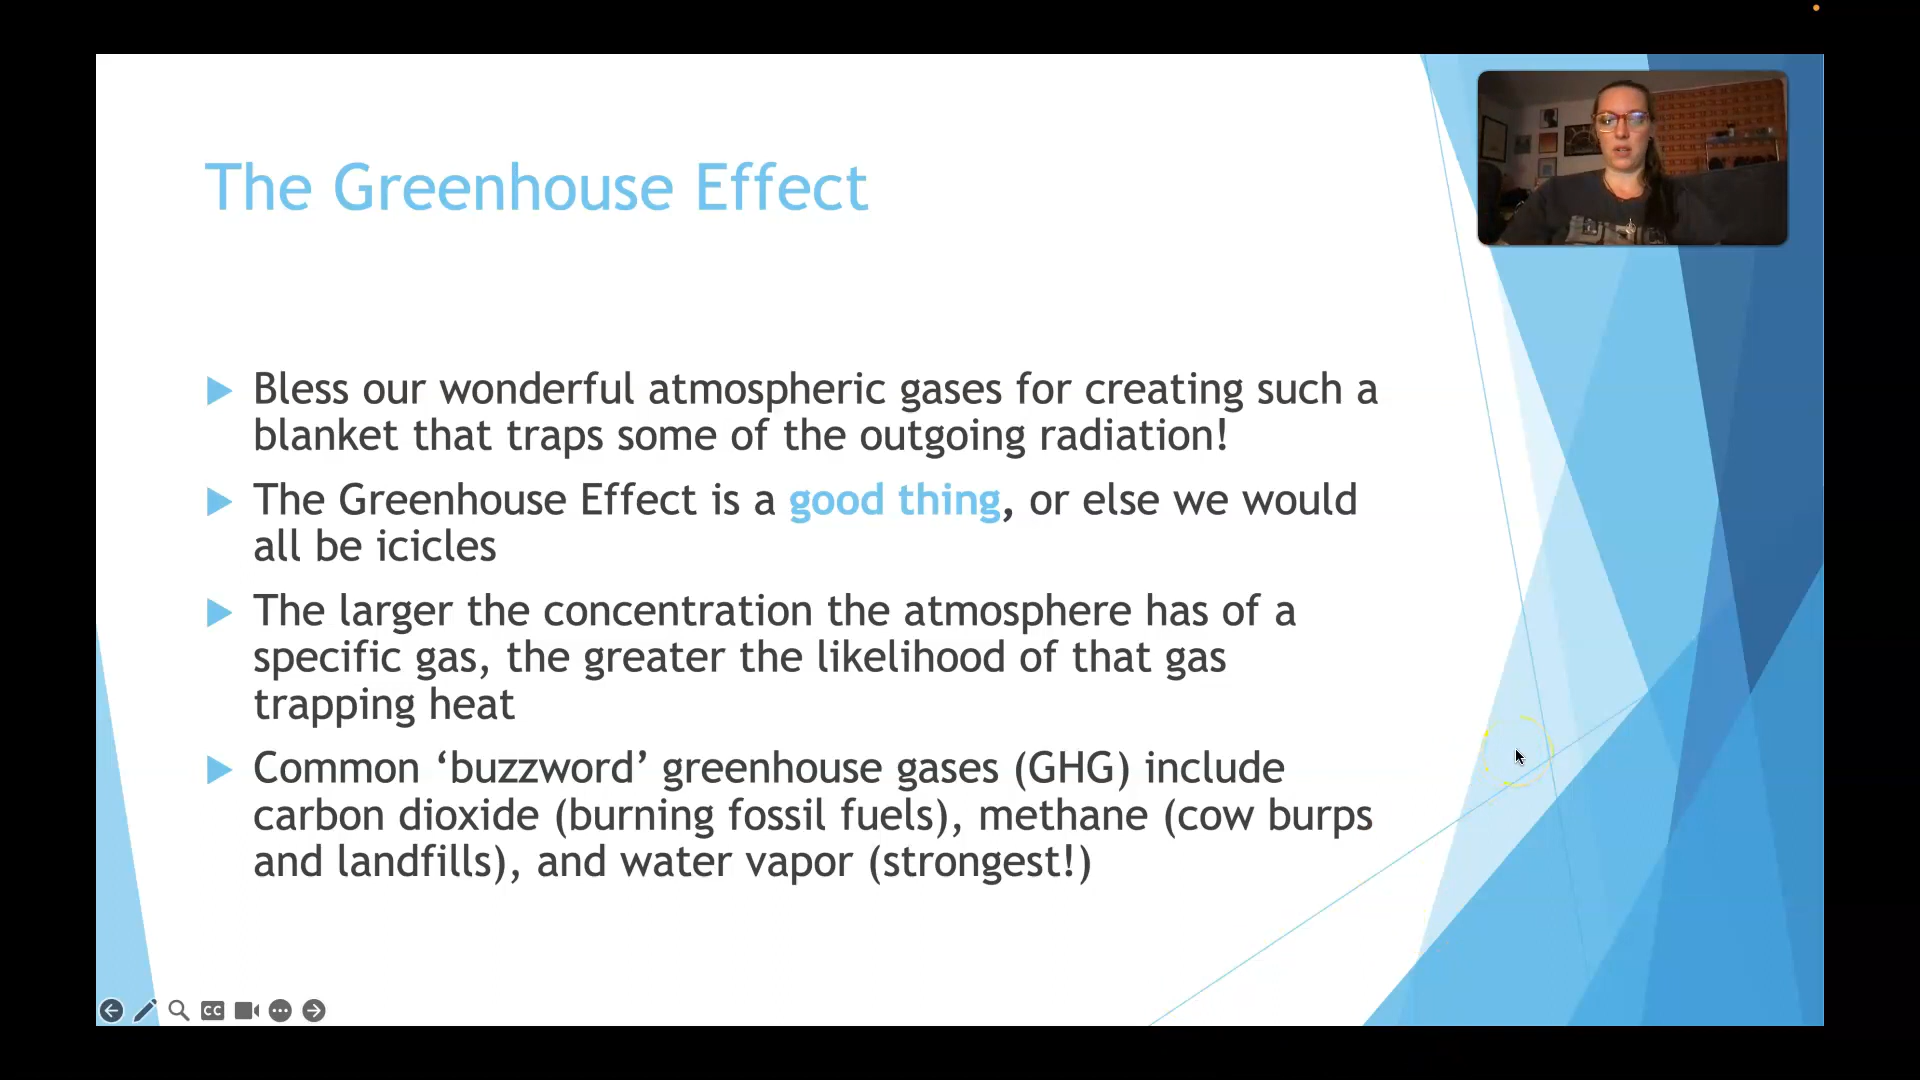 The Greenhouse Effect
Bless our wonderful atmospheric gases for creating such a
blanket that traps some of the outgoing radiation!
The Greenhouse Effect is a good thing, or else we would
all be icicles
The larger the concentration the atmosphere has of a
specific gas, the greater the likelihood of that gas
trapping heat
Common ‘buzzword’ greenhouse gases (GHG) include
carbon dioxide (burning fossil fuels), methane (cow burps
and landfills), and water vapor (strongest!)
CC